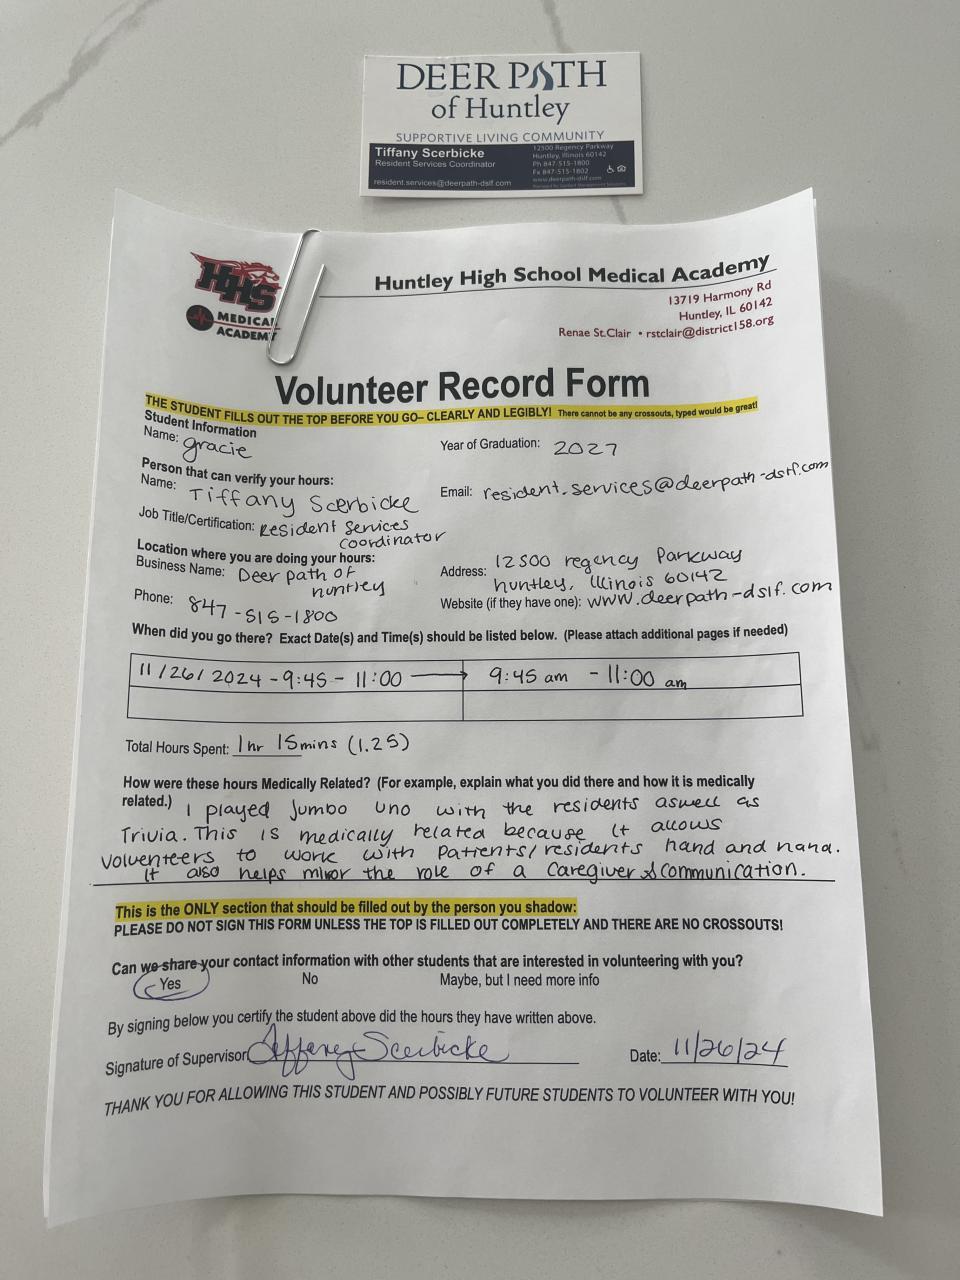 DEER PATH
of Huntley
SUPPORTIVE LIVING COMMUNITY
Tiffany Scerbicke
Resident Services Coordinator
resident.services@deerpath-dslf.com
12500 Regency Parkway
Huntley, Illinois 60142
Ph 847-515-1800
Fx 847-515-1802
www.deerpath-dslf.com
HHS
MEDICAL
ACADEMY
Huntley High School Medical Academy
13719 Harmony Rd
Huntley, IL 60142
Renae St.Clair • rstclair@district158.org
Volunteer Record Form
THE STUDENT FILLS OUT THE TOP BEFORE YOU GO– CLEARLY AND LEGIBLY! There cannot be any crossouts, typed would be great!
Student Information
Name: gracie Year of Graduation: 2027
Person that can verify your hours:
Name: Tiffany Scerbicke Email: resident.services@deerpath-dslf.com
Job Title/Certification: Resident Services coordinator
Location where you are doing your hours:
Business Name: Deer path of huntley Address: 12500 regency Parkway huntley, Illinois 60142
Phone: 847-515-1800 Website (if they have one): www.deerpath-dslf.com
When did you go there? Exact Date(s) and Time(s) should be listed below. (Please attach additional pages if needed)
11/26/2024 - 9:45 - 11:00 → 9:45 am - 11:00 am
Total Hours Spent: 1hr 15mins (1.25)
How were these hours Medically Related? (For example, explain what you did there and how it is medically
related.) I played Jumbo uno with the residents aswell as
Trivia. This is medically related because it allows
volventeers to work with patients/residents hand and hand.
It also helps miror the role of a caregiver & communication.
This is the ONLY section that should be filled out by the person you shadow:
PLEASE DO NOT SIGN THIS FORM UNLESS THE TOP IS FILLED OUT COMPLETELY AND THERE ARE NO CROSSOUTS!
Can we share your contact information with other students that are interested in volunteering with you?
Yes No Maybe, but I need more info
By signing below you certify the student above did the hours they have written above.
Signature of Supervisor: Tiffany Scerbicke Date: 11/26/24
THANK YOU FOR ALLOWING THIS STUDENT AND POSSIBLY FUTURE STUDENTS TO VOLUNTEER WITH YOU!